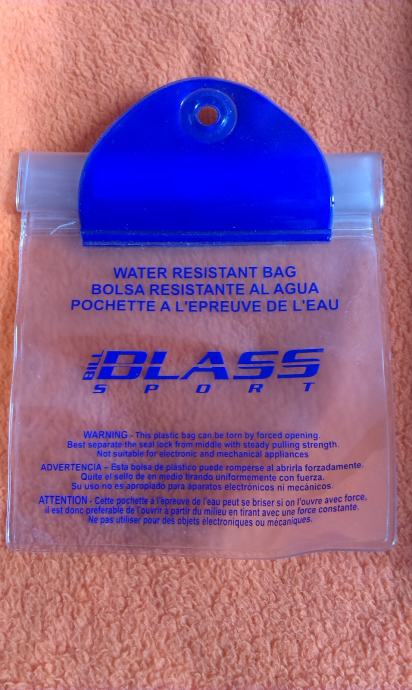 WATER RESISTANT BAG
BOLSA RESISTANTE AL AGUA
POCHETTE A L'EPREUVE DE L'EAU
BILL BLASS
SPORT
WARNING - This plastic bag can be torn by forced opening.
Best separate the seal lock from middle with steady pulling strength.
Not suitable for electronic and mechanical appliances
ADVERTENCIA - Esta bolsa de plástico puede romperse al abrirla forzadamente.
Quite el sello de en medio tirando uniformemente con fuerza.
Su uso no es apropiado para aparatos electrónicos ni mecánicos.
ATTENTION - Cette pochette à l'épreuve de l'eau peut se briser si on l'ouvre avec force,
il est donc preferable de l'ouvrir a partir du milieu en tirant avec une force constante.
Ne pas utiliser pour des objets electroniques ou mécaniques.